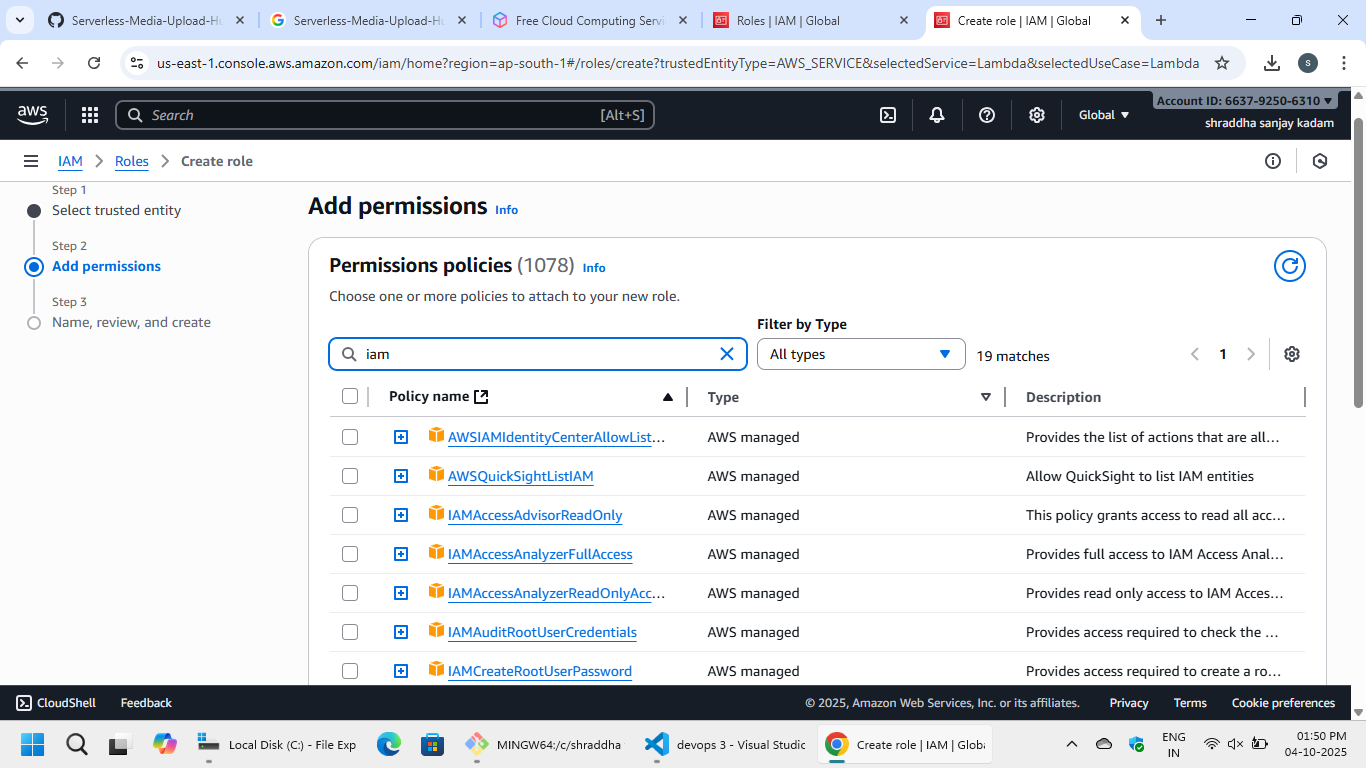 Serverless-Media-Upload-Hu
Serverless-Media-Upload-Hu
Free Cloud Computing Servi
Roles | IAM | Global
Create role | IAM | Global
us-east-1.console.aws.amazon.com/iam/home?region=ap-south-1#/roles/create?trustedEntityType=AWS_SERVICE&selectedService=Lambda&selectedUseCase=Lambda
S
aws
Search
[Alt+S]
Global
Account ID: 6637-9250-6310
shraddha sanjay kadam
IAM
Roles
Create role
Step 1
Select trusted entity
Step 2
Add permissions
Step 3
Name, review, and create
Add permissions Info
Permissions policies (1078) Info
Choose one or more policies to attach to your new role.
Filter by Type
iam
All types
19 matches
1
Policy name
Type
Description
AWSIAMIdentityCenterAllowList...
AWS managed
Provides the list of actions that are all...
AWSQuickSightListIAM
AWS managed
Allow QuickSight to list IAM entities
IAMAccessAdvisorReadOnly
AWS managed
This policy grants access to read all acc...
IAMAccessAnalyzerFullAccess
AWS managed
Provides full access to IAM Access Anal...
IAMAccessAnalyzerReadOnlyAcc...
AWS managed
Provides read only access to IAM Acces...
IAMAuditRootUserCredentials
AWS managed
Provides access required to check the ...
IAMCreateRootUserPassword
AWS managed
Provides access required to create a ro...
CloudShell
Feedback
© 2025, Amazon Web Services, Inc. or its affiliates.
Privacy
Terms
Cookie preferences
Local Disk (C:) - File Exp
MINGW64:/c/shraddha
devops 3 - Visual Studio
Create role | IAM | Globa
ENG
IN
01:50 PM
04-10-2025